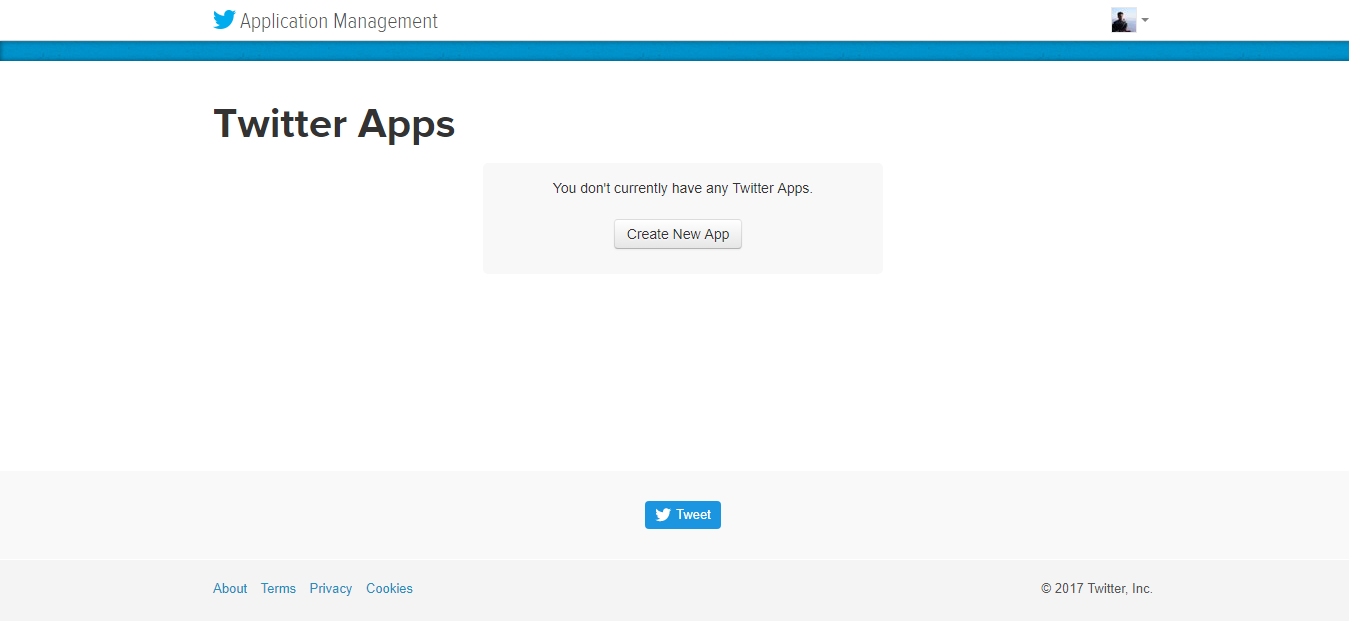 Application Management
Twitter Apps
You don't currently have any Twitter Apps.
Create New App
Tweet
About Terms Privacy Cookies © 2017 Twitter, Inc.